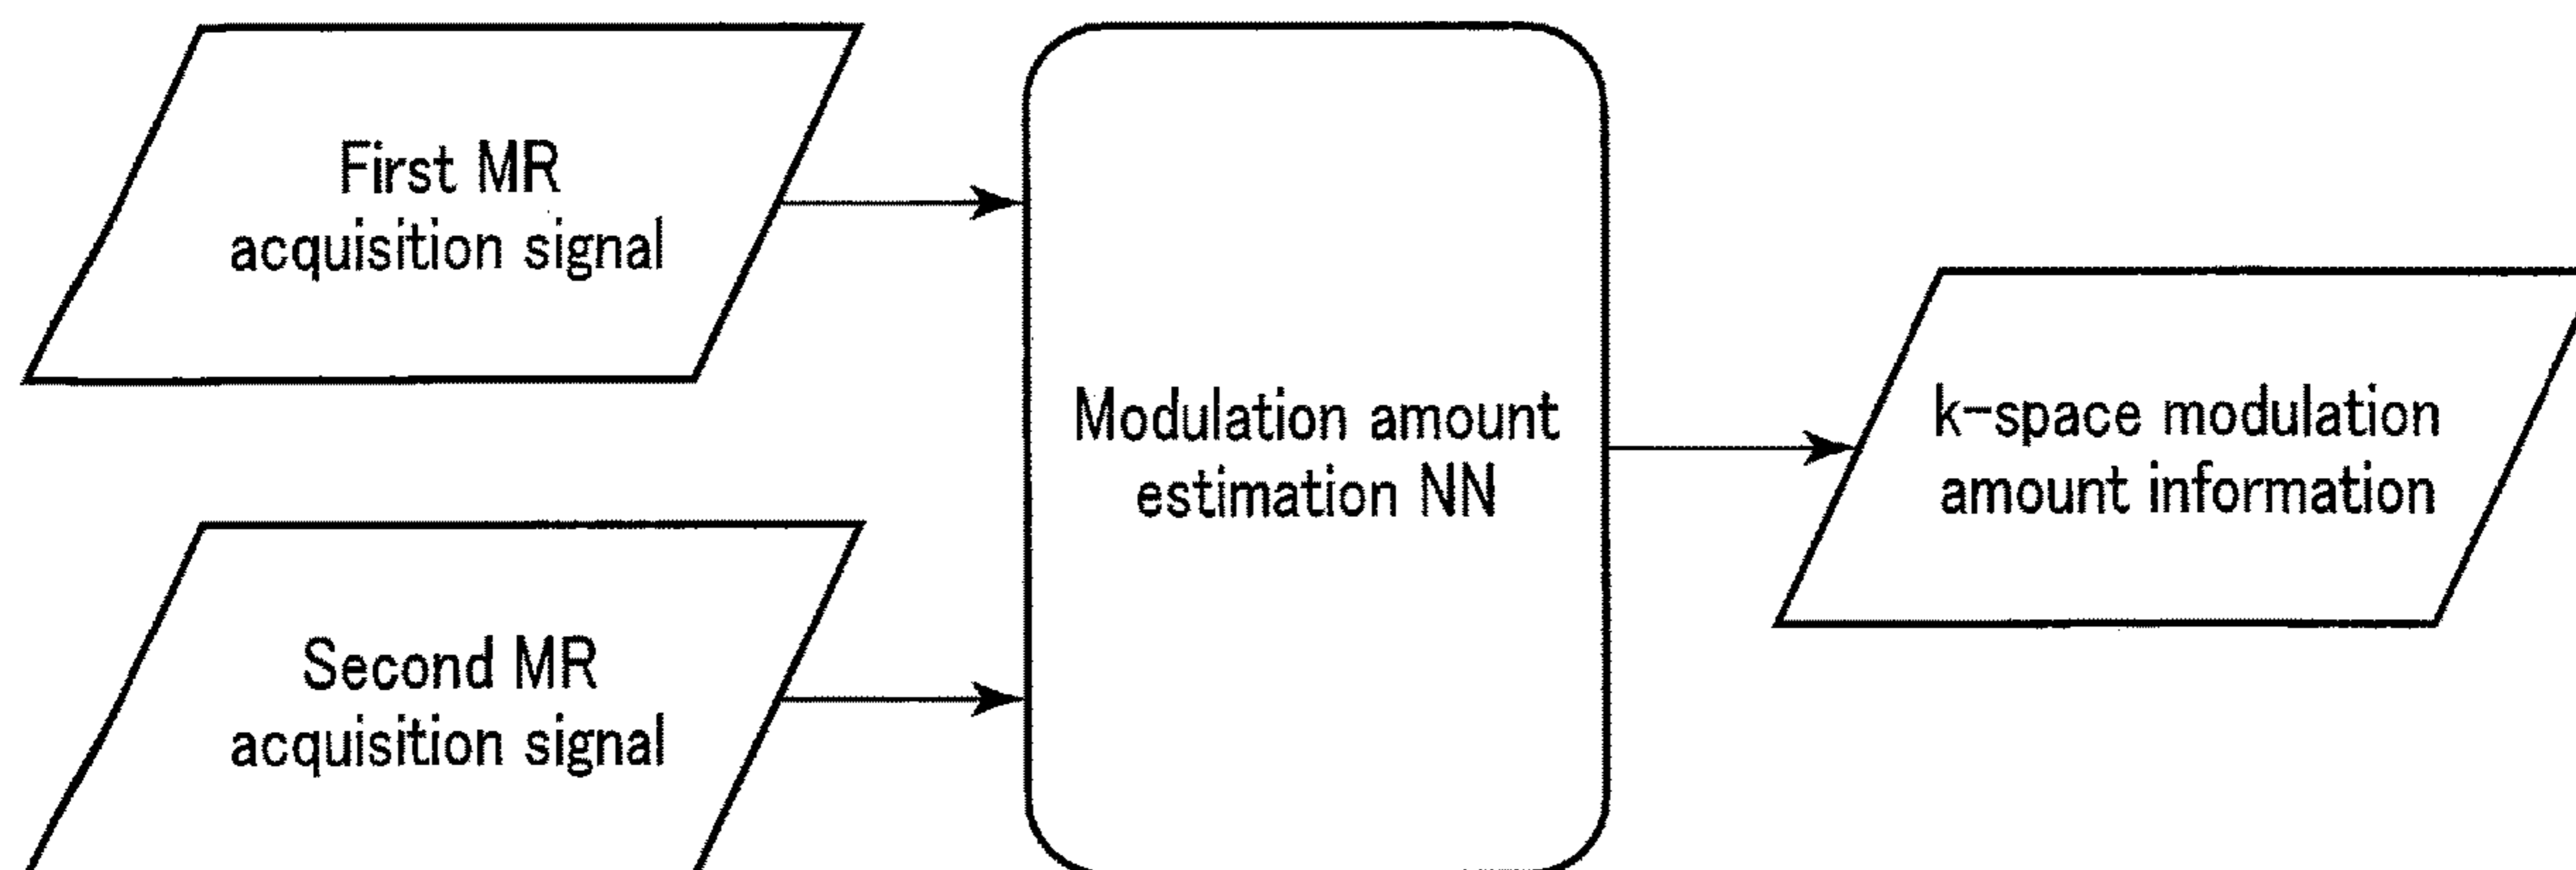 First MR
acquisition signal
Second MR
acquisition signal
Modulation amount
estimation NN
k-space modulation
amount information